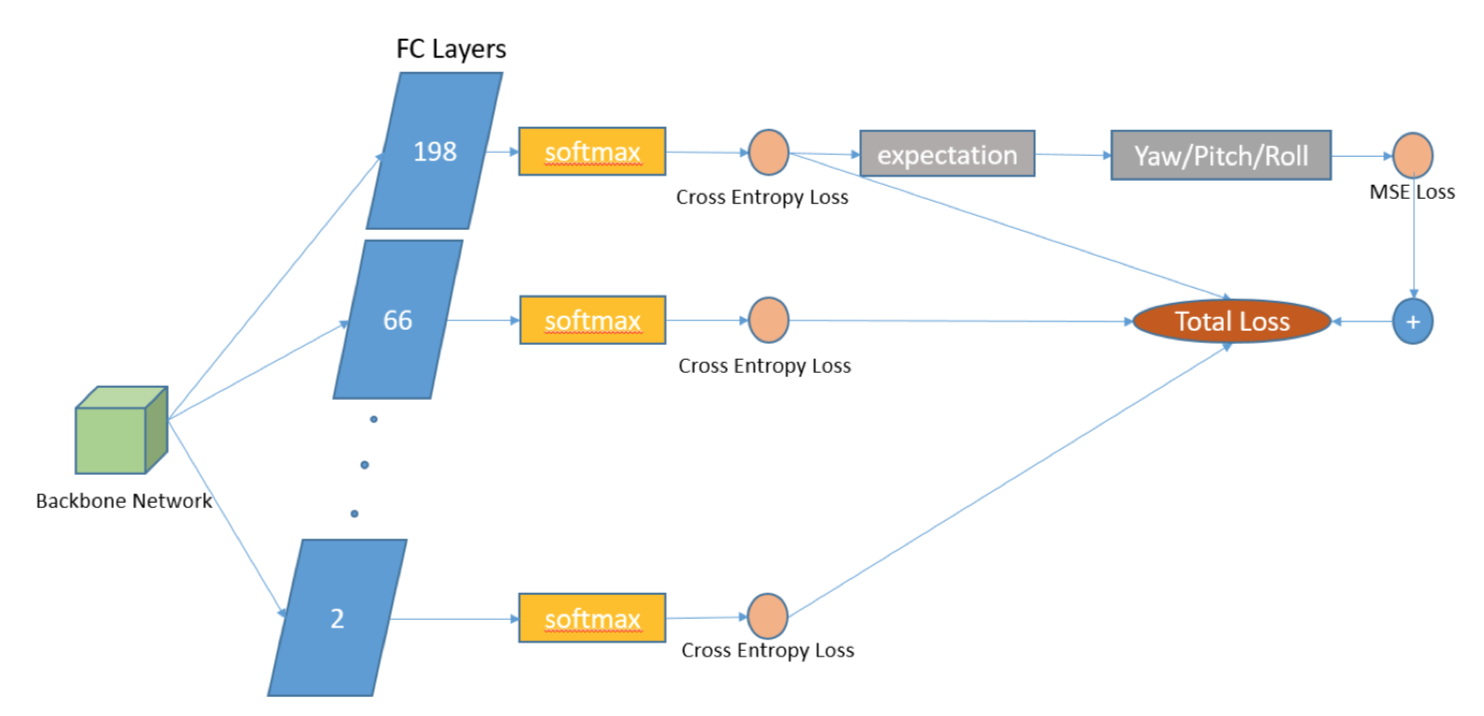 FC Layers
198
softmax
Cross Entropy Loss
expectation
Yaw/Pitch/Roll
MSE Loss
66
softmax
Cross Entropy Loss
Total Loss
+
Backbone Network
2
softmax
Cross Entropy Loss